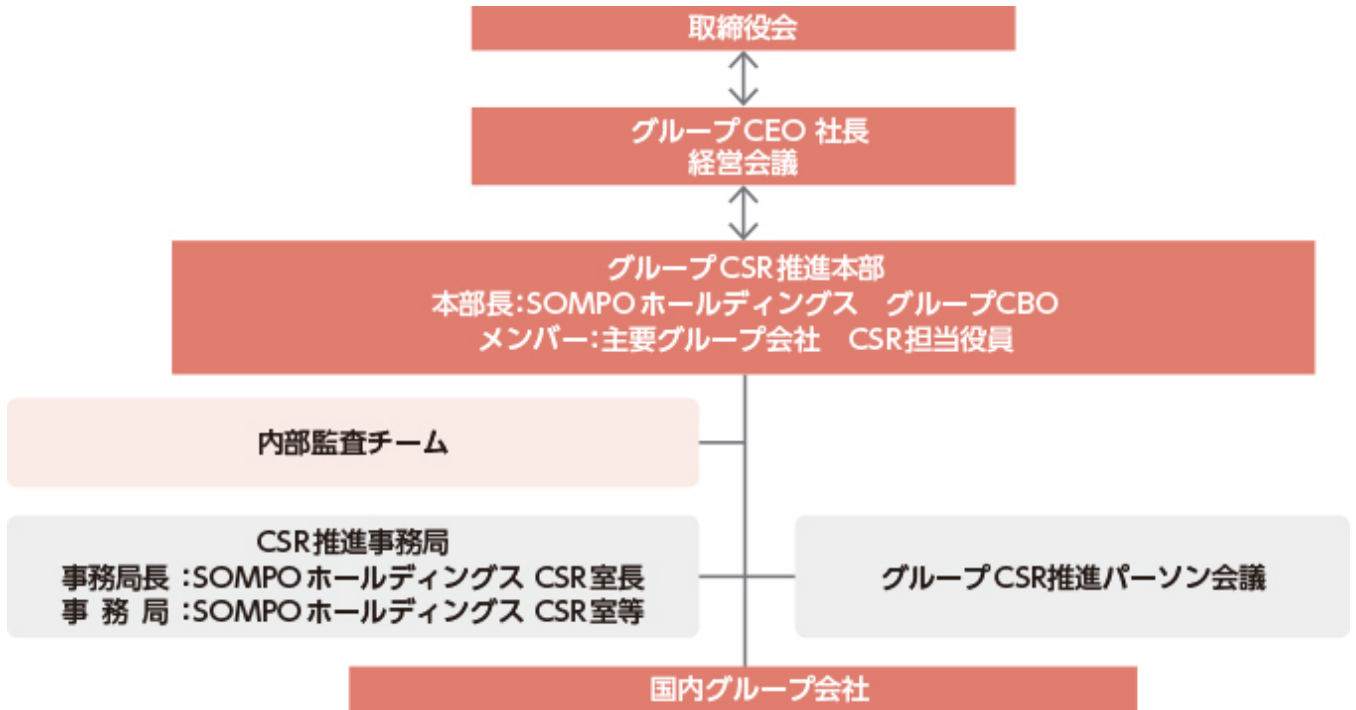 取締役会
グループCEO 社長
経営会議
グループCSR推進本部
本部長:SOMPOホールディングス　グループCBO
メンバー:主要グループ会社　CSR担当役員
内部監査チーム
CSR推進事務局
事務局長:SOMPOホールディングス CSR室長
事 務 局:SOMPOホールディングス CSR室等
グループCSR推進パーソン会議
国内グループ会社